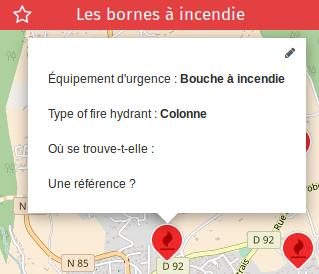 Les bornes à incendie
Équipement d'urgence : Bouche à incendie
Type of fire hydrant : Colonne
Où se trouve-t-elle :
Une référence ?
N
D 92
Rue
N 85
D 92
rais